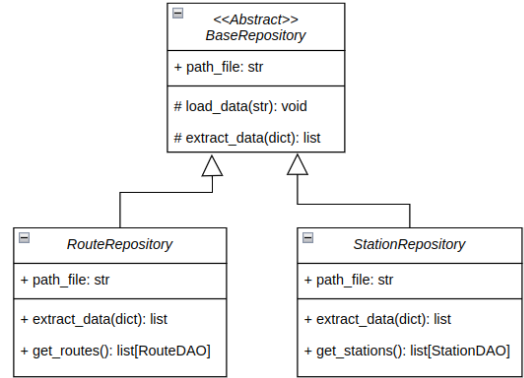 <<Abstract>>
BaseRepository
+ path_file: str
# load_data(str): void
# extract_data(dict): list
RouteRepository
+ path_file: str
+ extract_data(dict): list
+ get_routes(): list[RouteDAO]
StationRepository
+ path_file: str
+ extract_data(dict): list
+ get_stations(): list[StationDAO]